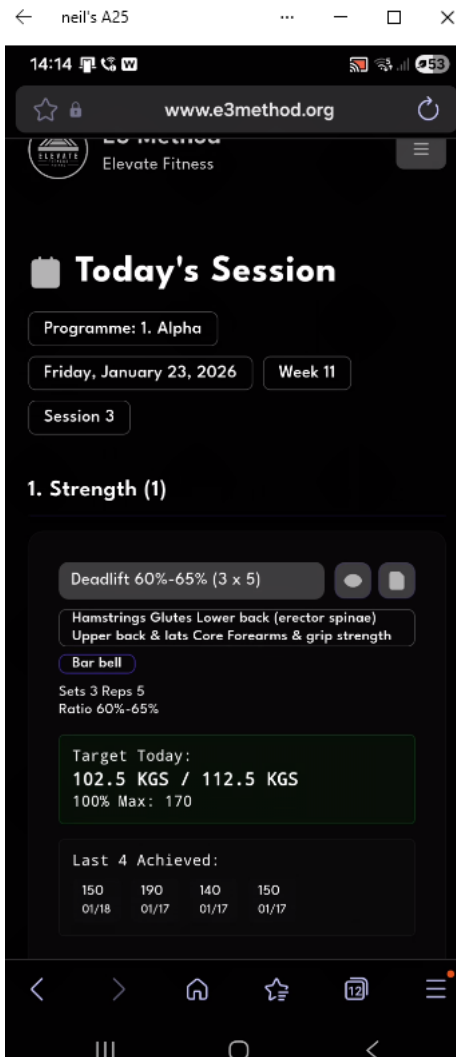 neil's A25
14:14
53
www.e3method.org
E3 Method
ELEVATE
Elevate Fitness
Today's Session
Programme: 1. Alpha
Friday, January 23, 2026 Week 11
Session 3
1. Strength (1)
Deadlift 60%-65% (3 x 5)
Hamstrings Glutes Lower back (erector spinae)
Upper back & lats Core Forearms & grip strength
Bar bell
Sets 3 Reps 5
Ratio 60%-65%
Target Today:
102.5 KGS / 112.5 KGS
100% Max: 170
Last 4 Achieved:
150 190 140 150
01/18 01/17 01/17 01/17
12